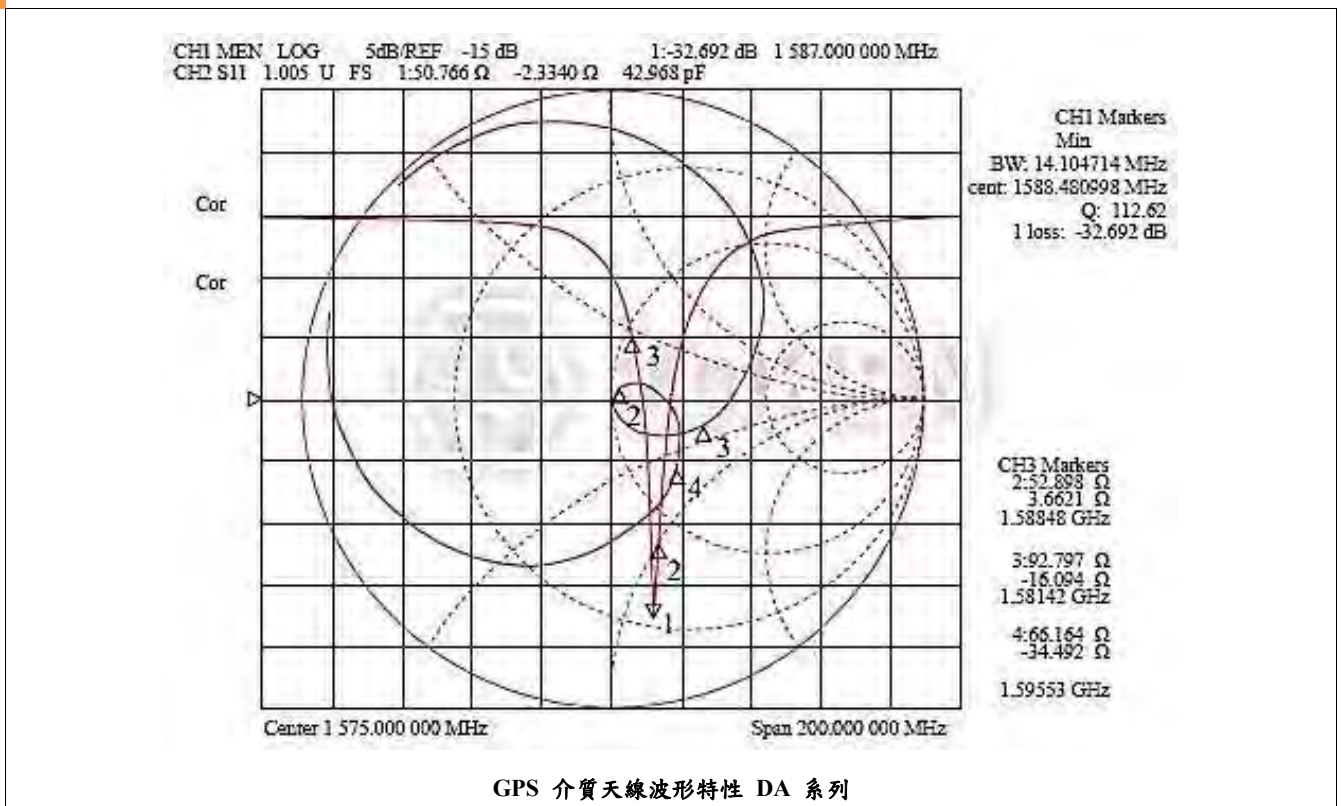 CH1 MEN LOG 5dB/REF -15 dB 1:-32.692 dB 1 587.000 000 MHz
CH2 S11 1.005 U FS 1:50.766 Ω -2.3340 Ω 42.968 pF
CH1 Markers
Min
BW: 14.104714 MHz
cent: 1588.480998 MHz
Q: 112.62
1 loss: -32.692 dB
Cor
Cor
3
2
3
4
2
1
CH3 Markers
2:52.898 Ω
3.6621 Ω
1.58848 GHz
3:92.797 Ω
-16.094 Ω
1.58142 GHz
4:66.164 Ω
-34.492 Ω
1.59553 GHz
Center 1 575.000 000 MHz Span 200.000 000 MHz
GPS 介質天線波形特性 DA 系列